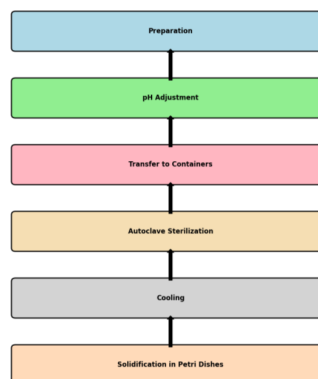 Preparation
pH Adjustment
Transfer to Containers
Autoclave Sterilization
Cooling
Solidification in Petri Dishes